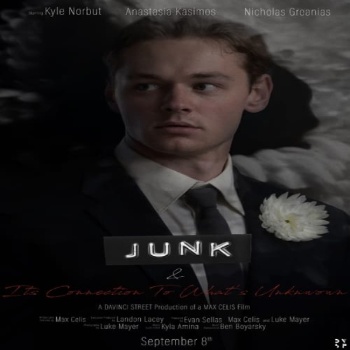 Kyle Norbut Anastasia Kasimos Nicholas Greenias
JUNK
&
Its Connection To What's Unknown
A DAVINCI STREET Production of a MAX CELIS Film
Max Celis London Lacey Evan Sellas Max Celis and Luke Mayer
Luke Mayer Kyla Amina Ben Boyarsky
September 8th